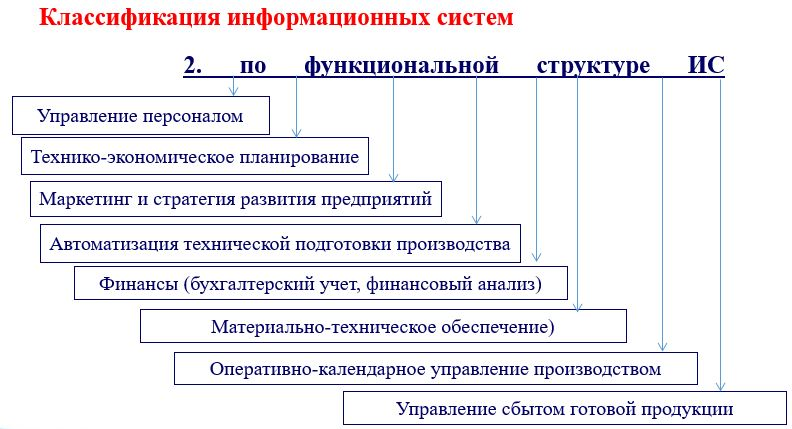 Классификация информационных систем
2. по функциональной структуре ИС
Управление персоналом
Технико-экономическое планирование
Маркетинг и стратегия развития предприятий
Автоматизация технической подготовки производства
Финансы (бухгалтерский учет, финансовый анализ)
Материально-техническое обеспечение)
Оперативно-календарное управление производством
Управление сбытом готовой продукции